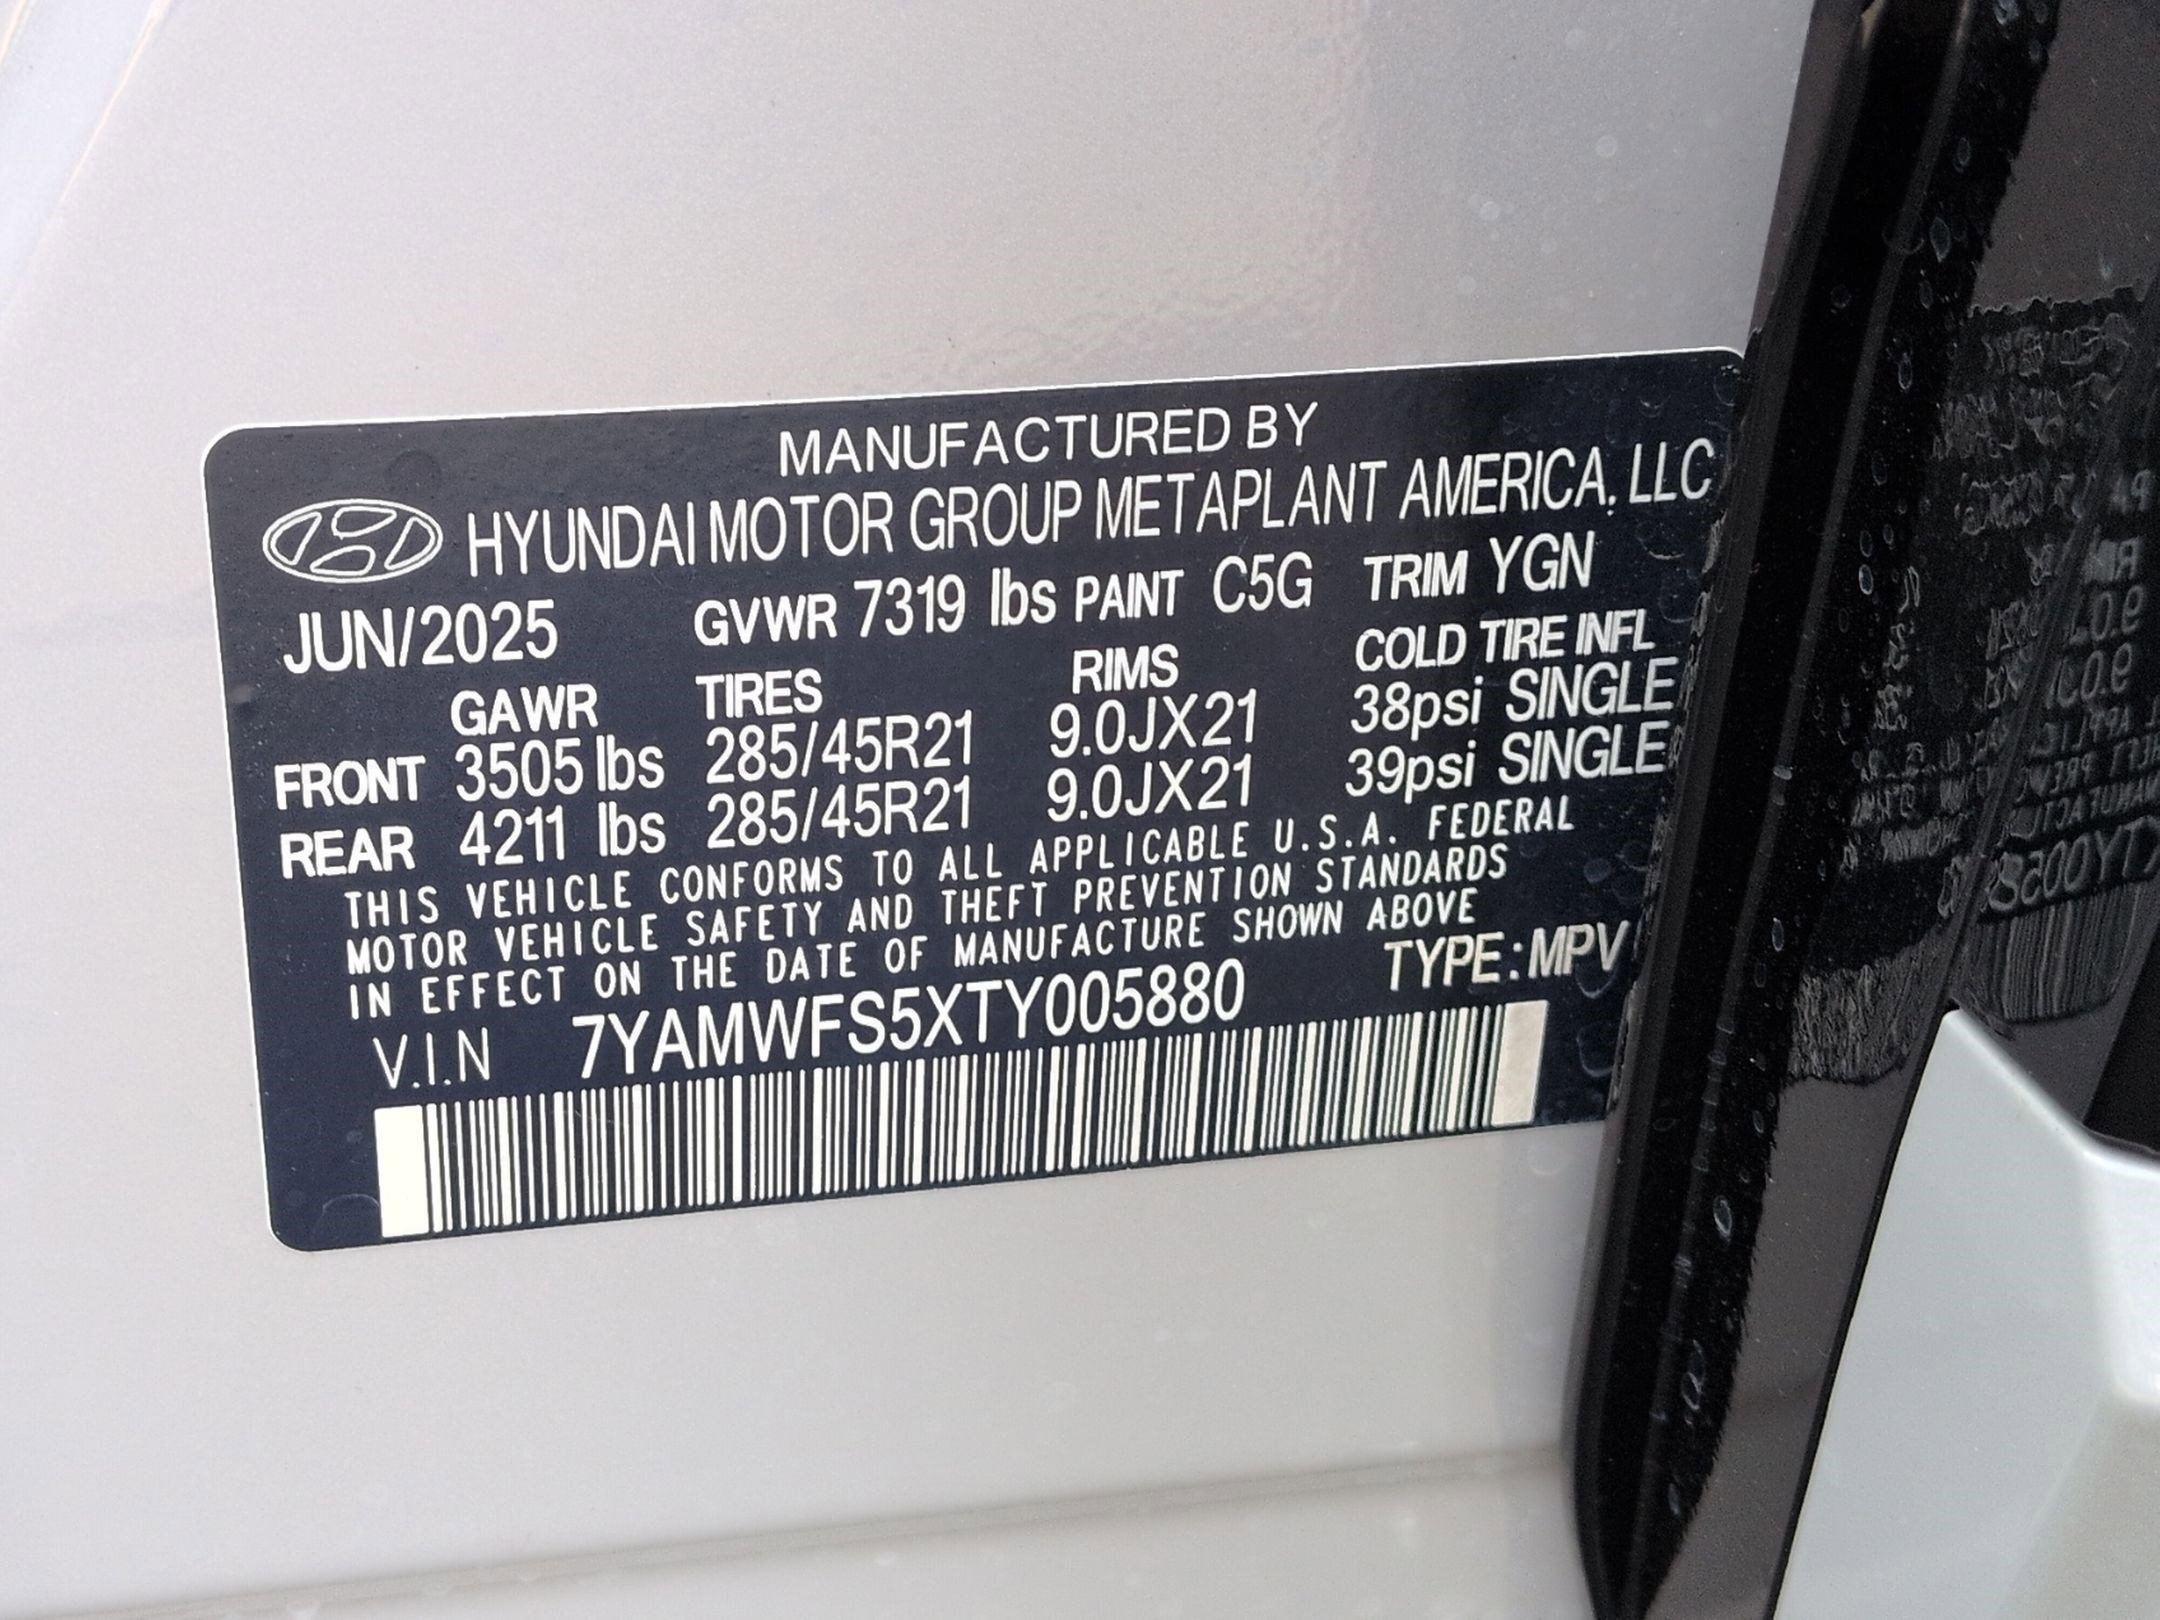 MANUFACTURED BY
HYUNDAI MOTOR GROUP METAPLANT AMERICA, LLC
JUN/2025 GVWR 7319 lbs PAINT C5G TRIM YGN
GAWR TIRES RIMS COLD TIRE INFL
FRONT 3505 lbs 285/45R21 9.0JX21 38psi SINGLE
REAR 4211 lbs 285/45R21 9.0JX21 39psi SINGLE
THIS VEHICLE CONFORMS TO ALL APPLICABLE U.S.A. FEDERAL
MOTOR VEHICLE SAFETY AND THEFT PREVENTION STANDARDS
IN EFFECT ON THE DATE OF MANUFACTURE SHOWN ABOVE
V.I.N 7YAMWFS5XTY005880 TYPE: MPV